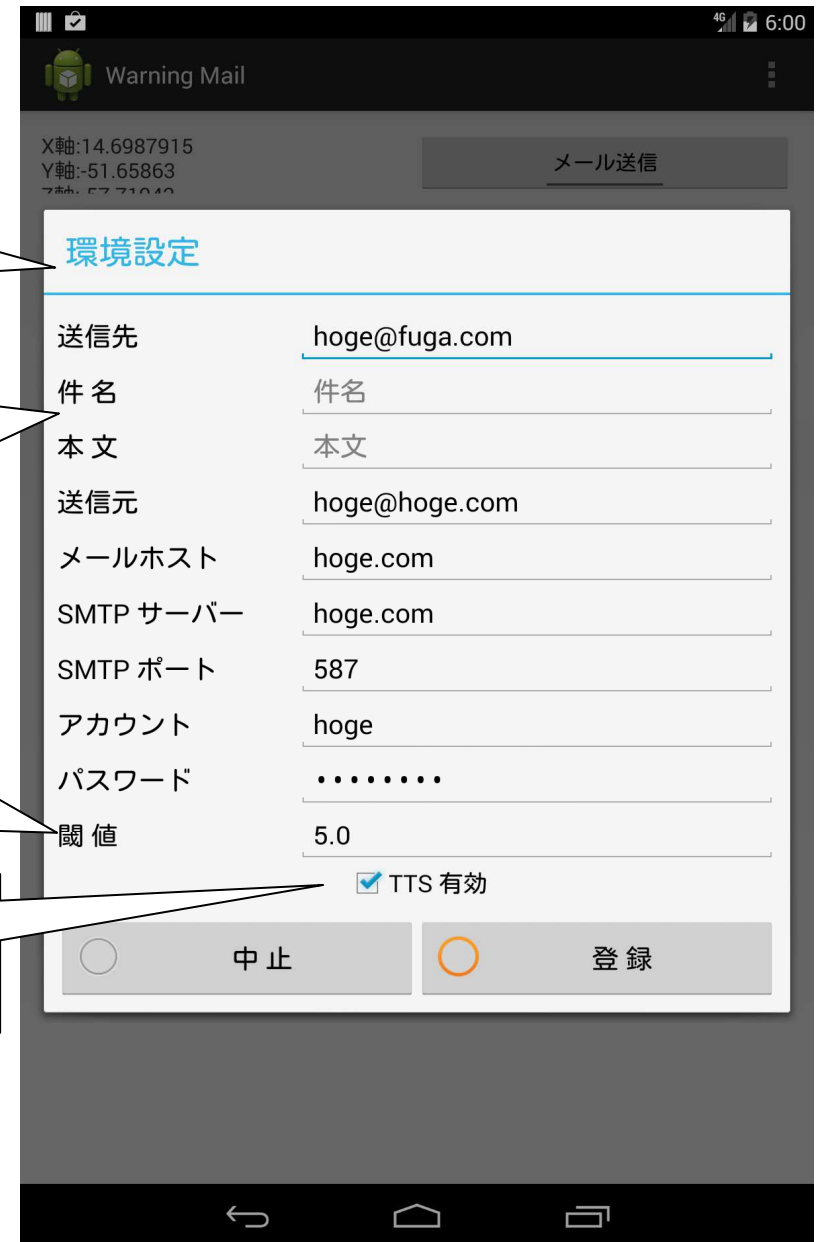 4G 6:00
Warning Mail
X軸:14.6987915
Y軸:-51.65863
メール送信
環境設定
送信先 hoge@fuga.com
件 名 件名
本 文 本文
送信元 hoge@hoge.com
メールホスト hoge.com
SMTP サーバー hoge.com
SMTP ポート 587
アカウント hoge
パスワード ••••••••
閾 値 5.0
TTS 有効
中 止 登 録